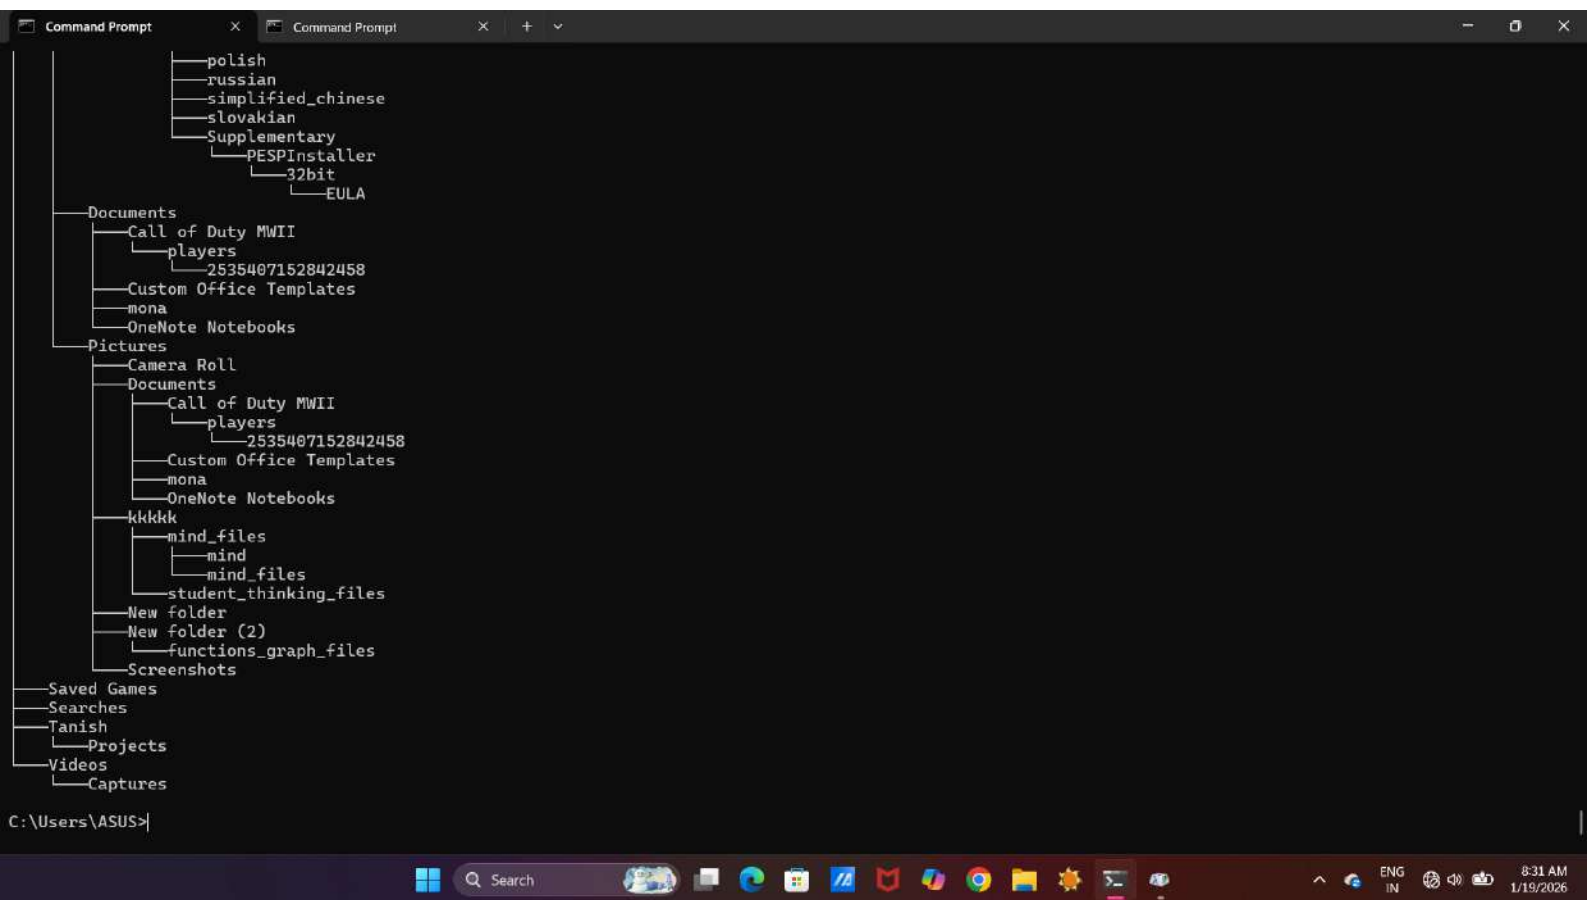 Command Prompt
Command Prompt
polish
russian
simplified_chinese
slovakian
Supplementary
PESPInstaller
32bit
EULA
Documents
Call of Duty MWII
players
2535407152842458
Custom Office Templates
mona
OneNote Notebooks
Pictures
Camera Roll
Documents
Call of Duty MWII
players
2535407152842458
Custom Office Templates
mona
OneNote Notebooks
kkkkk
mind_files
mind
mind_files
student_thinking_files
New folder
New folder (2)
functions_graph_files
Screenshots
Saved Games
Searches
Tanish
Projects
Videos
Captures
C:\Users\ASUS>
Search
ENG
IN
8:31 AM
1/19/2026